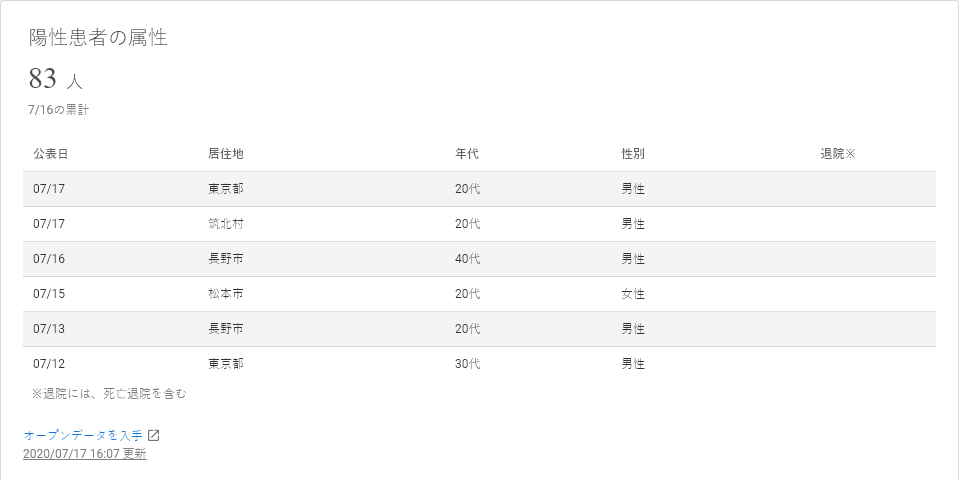 陽性患者の属性
83 人
7/16の累計
公表日 居住地 年代 性別 退院※
07/17 東京都 20代 男性
07/17 筑北村 20代 男性
07/16 長野市 40代 男性
07/15 松本市 20代 女性
07/13 長野市 20代 男性
07/12 東京都 30代 男性
※退院には、死亡退院を含む
オープンデータを入手
2020/07/17 16:07 更新